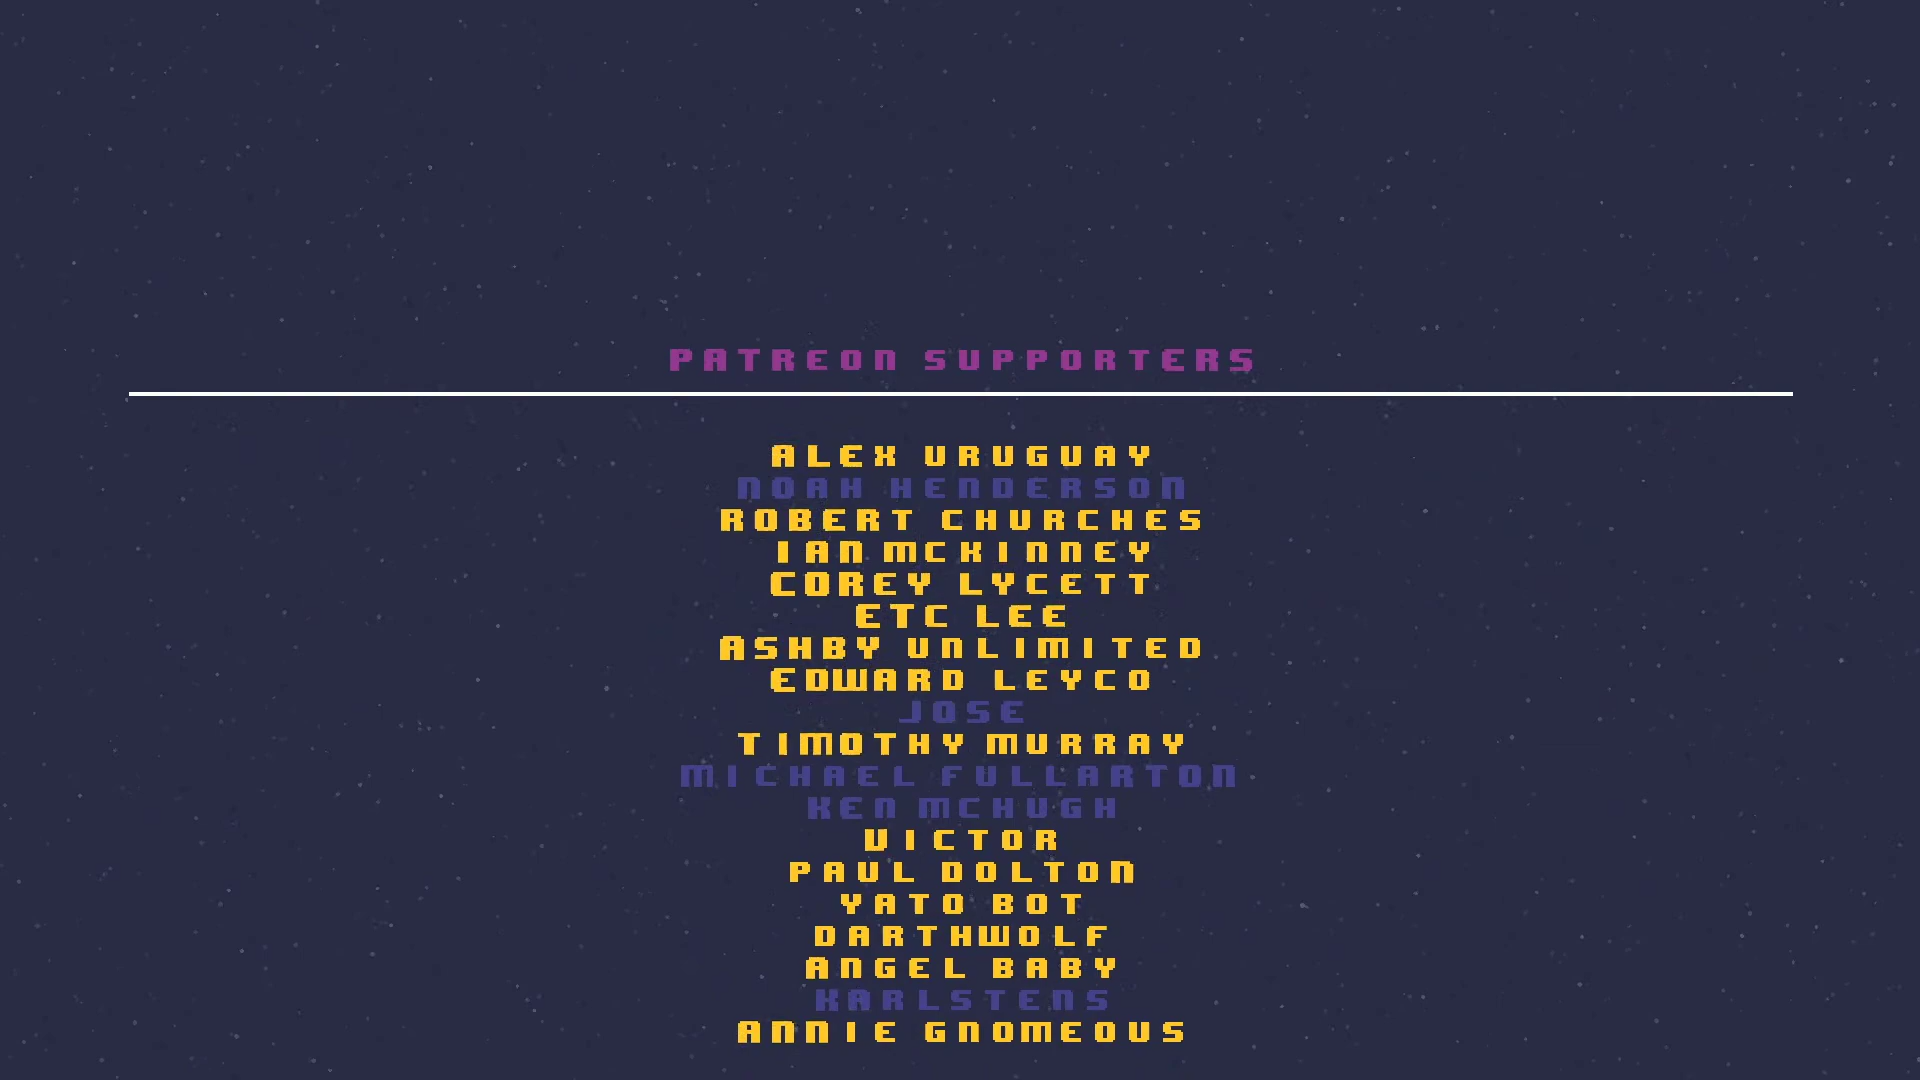 PATREON SUPPORTERS
ALEX URUGUAY
NOAH HENDERSON
ROBERT CHURCHES
IAN MCKINNEY
COREY LYCETT
ETC LEE
ASHBY UNLIMITED
EDWARD LEYCO
JOSE
TIMOTHY MURRAY
MICHAEL FULLARTON
KEN MCHUGH
VICTOR
PAUL DOLTON
YATO BOT
DARTHWOLF
ANGEL BABY
KARLSTENS
ANNIE GNOMEOUS